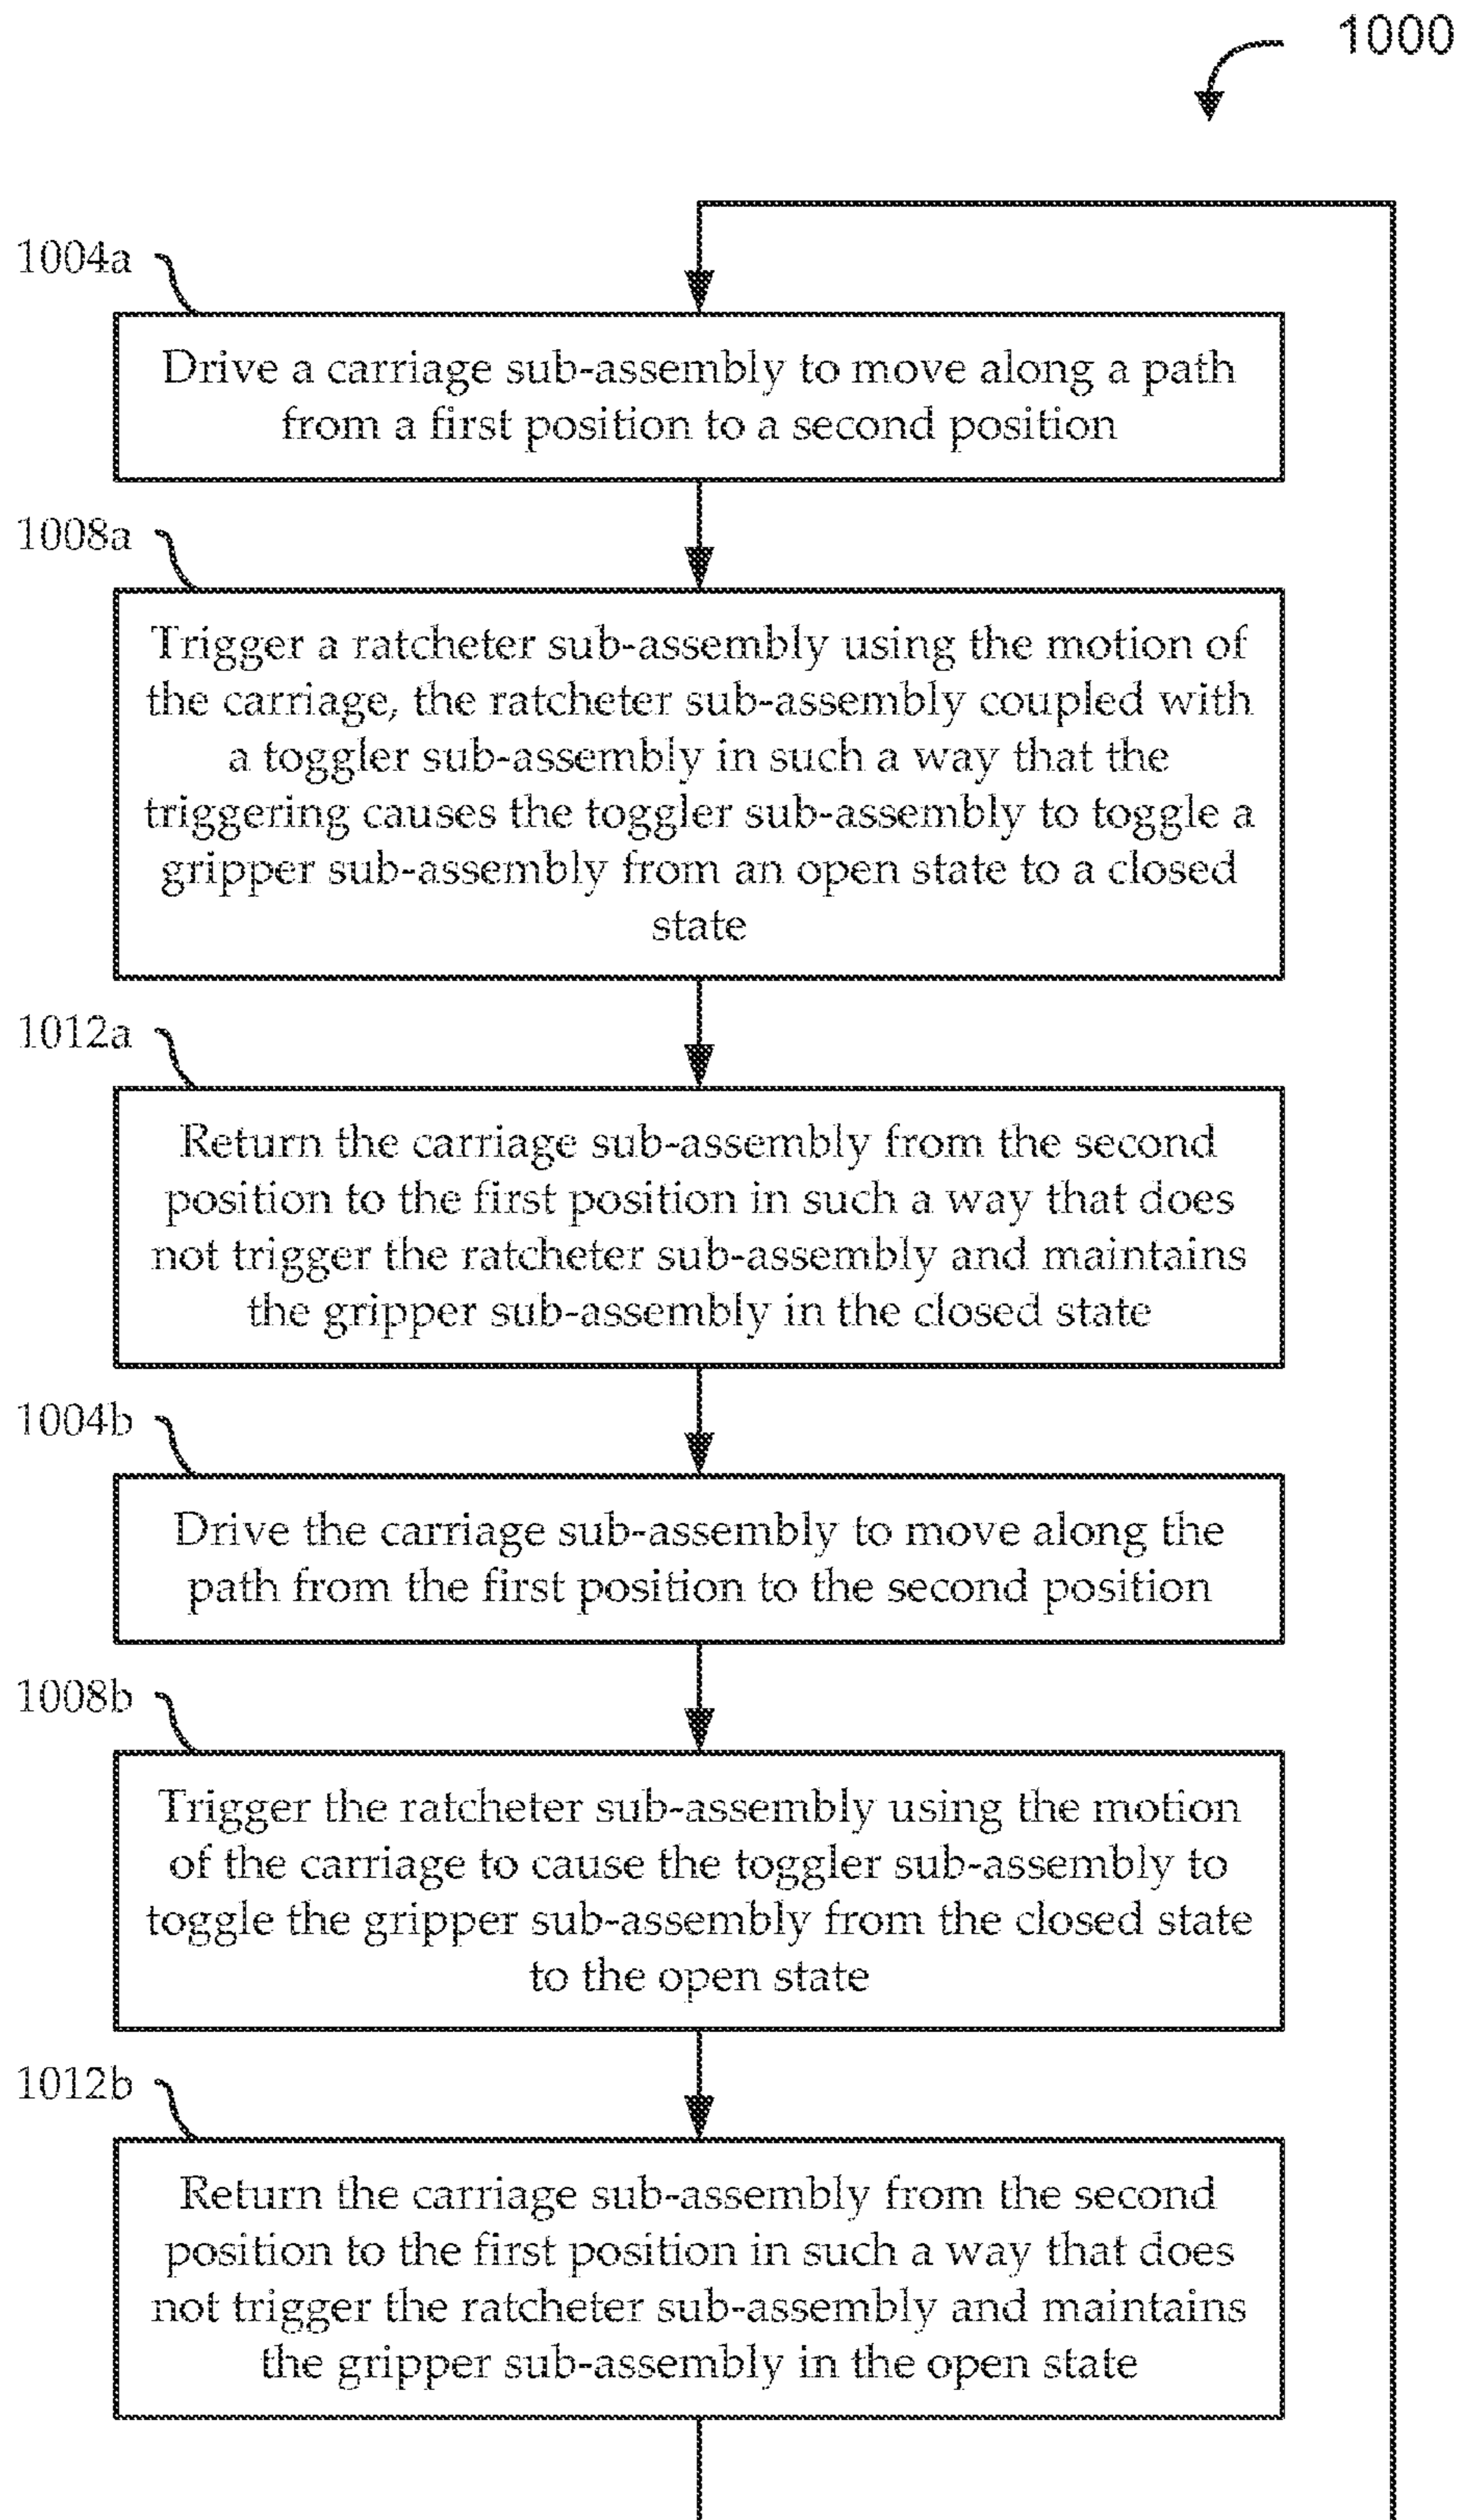 1000
1004a
Drive a carriage sub-assembly to move along a path
from a first position to a second position
1008a
Trigger a ratcheter sub-assembly using the motion of
the carriage, the ratcheter sub-assembly coupled with
a toggler sub-assembly in such a way that the
triggering causes the toggler sub-assembly to toggle a
gripper sub-assembly from an open state to a closed
state
1012a
Return the carriage sub-assembly from the second
position to the first position in such a way that does
not trigger the ratcheter sub-assembly and maintains
the gripper sub-assembly in the closed state
1004b
Drive the carriage sub-assembly to move along the
path from the first position to the second position
1008b
Trigger the ratcheter sub-assembly using the motion
of the carriage to cause the toggler sub-assembly to
toggle the gripper sub-assembly from the closed state
to the open state
1012b
Return the carriage sub-assembly from the second
position to the first position in such a way that does
not trigger the ratcheter sub-assembly and maintains
the gripper sub-assembly in the open state